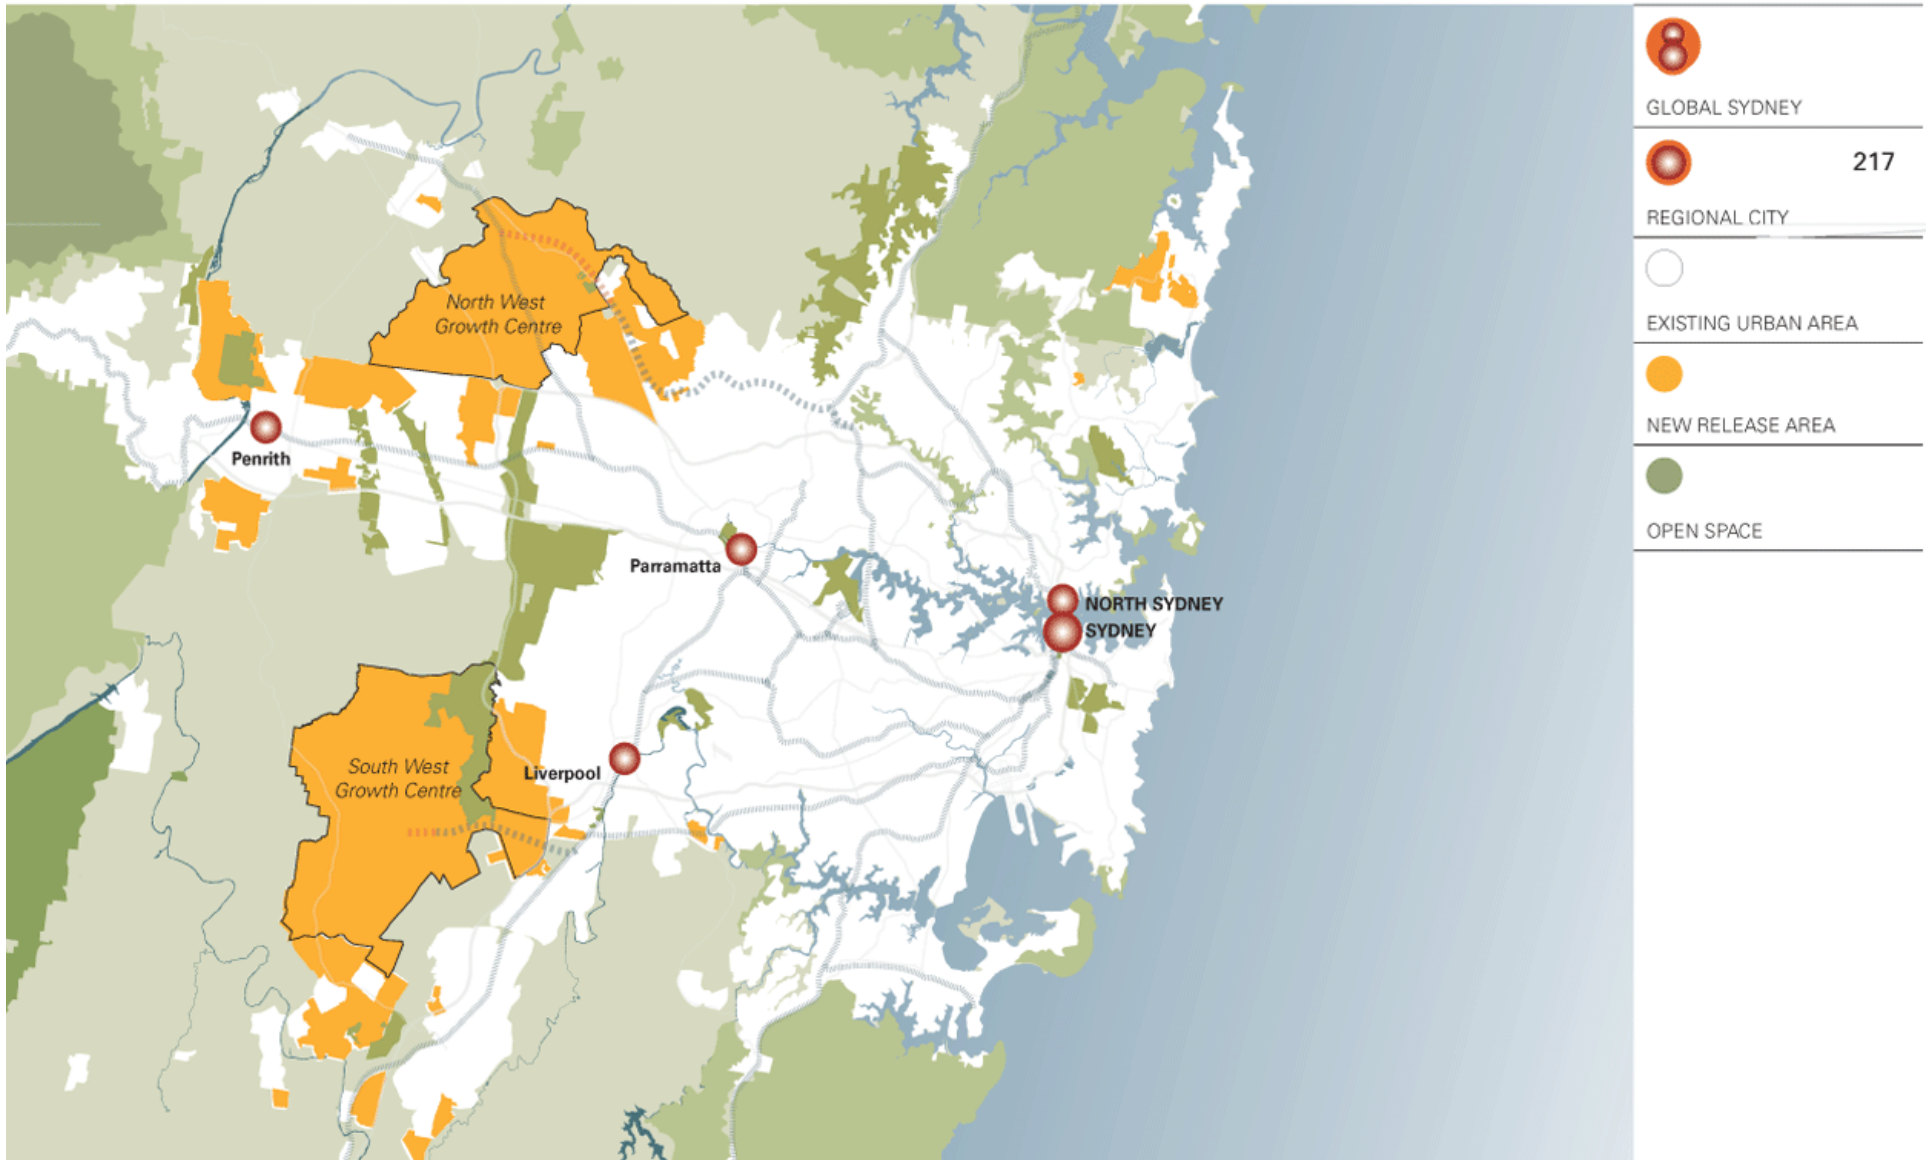 GLOBAL SYDNEY
217
REGIONAL CITY
EXISTING URBAN AREA
NEW RELEASE AREA
OPEN SPACE
North West
Growth Centre
Penrith
Parramatta
NORTH SYDNEY
SYDNEY
South West
Growth Centre
Liverpool